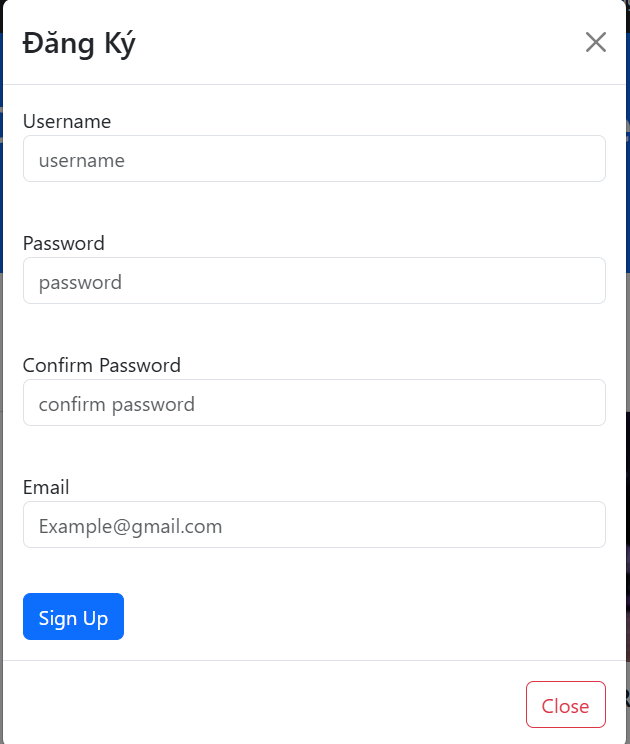 Đăng Ký
Username
username
Password
password
Confirm Password
confirm password
Email
Example@gmail.com
Sign Up
Close